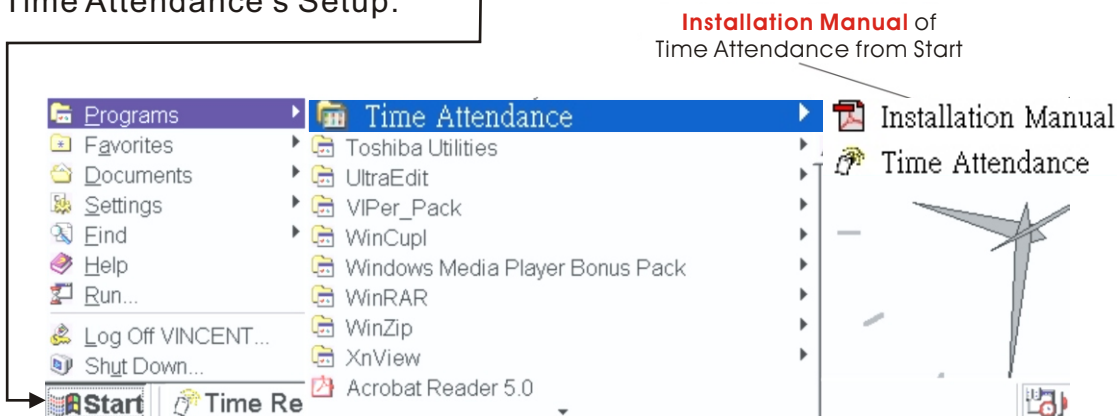 Time Attendance's Setup.
Installation Manual of
Time Attendance from Start
Programs
Favorites
Documents
Settings
Find
Help
Run...
Log Off VINCENT...
Shut Down...
Start
Time Re
Time Attendance
Toshiba Utilities
UltraEdit
VIPer_Pack
WinCupl
Windows Media Player Bonus Pack
WinRAR
WinZip
XnView
Acrobat Reader 5.0
Installation Manual
Time Attendance